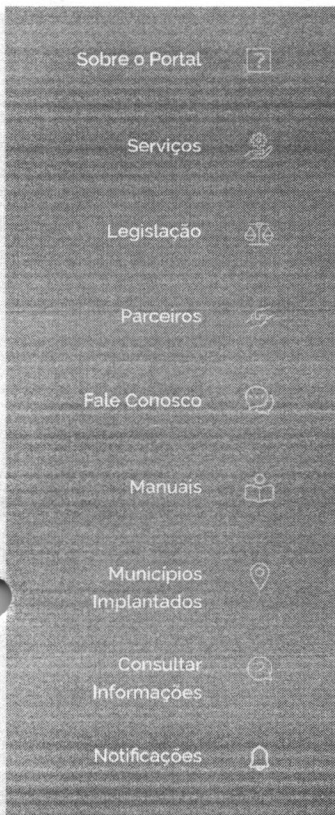 Sobre o Portal
Serviços
Legislação
Parceiros
Fale Conosco
Manuais
Municípios
Implantados
Consultar
Informações
Notificações